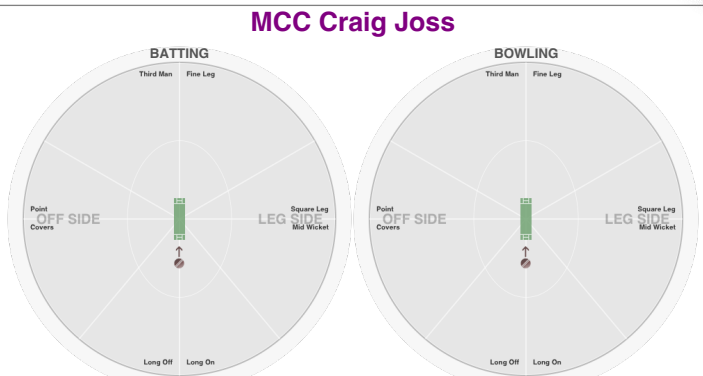 MCC Craig Joss
BATTING
Third Man Fine Leg
Point
OFF SIDE
Covers
Square Leg
LEG SIDE
Mid Wicket
Long Off Long On
BOWLING
Third Man Fine Leg
Point
OFF SIDE
Covers
Square Leg
LEG SIDE
Mid Wicket
Long Off Long On